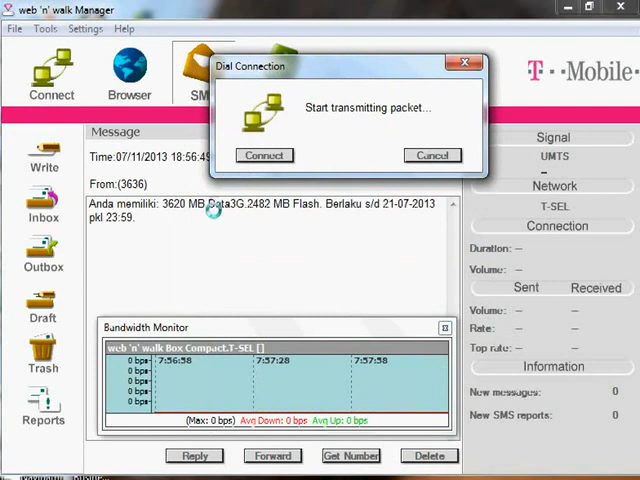 web 'n' walk Manager
File Tools Settings Help
Connect
Browser
SM
Dial Connection
Start transmitting packet...
Connect
Cancel
T··Mobile
Write
Inbox
Outbox
Draft
Trash
Reports
Message
Time:07/11/2013 18:56:49
From:(3636)
Anda memiliki: 3620 MB Data3G.2482 MB Flash. Berlaku s/d 21-07-2013
pkl 23:59.
Bandwidth Monitor
web 'n' walk Box Compact.T-SEL []
0 bps 7:56:58 7:57:28 7:57:58
0 bps
0 bps
0 bps
0 bps
(Max: 0 bps) Avg Down: 0 bps Avg Up: 0 bps
Reply Forward Get Number Delete
Signal
UMTS
Network
T-SEL
Connection
Duration: --
Volume: --
Sent Received
Volume: -- --
Rate: -- --
Top rate: -- --
Information
New messages: 0
New SMS reports: 0